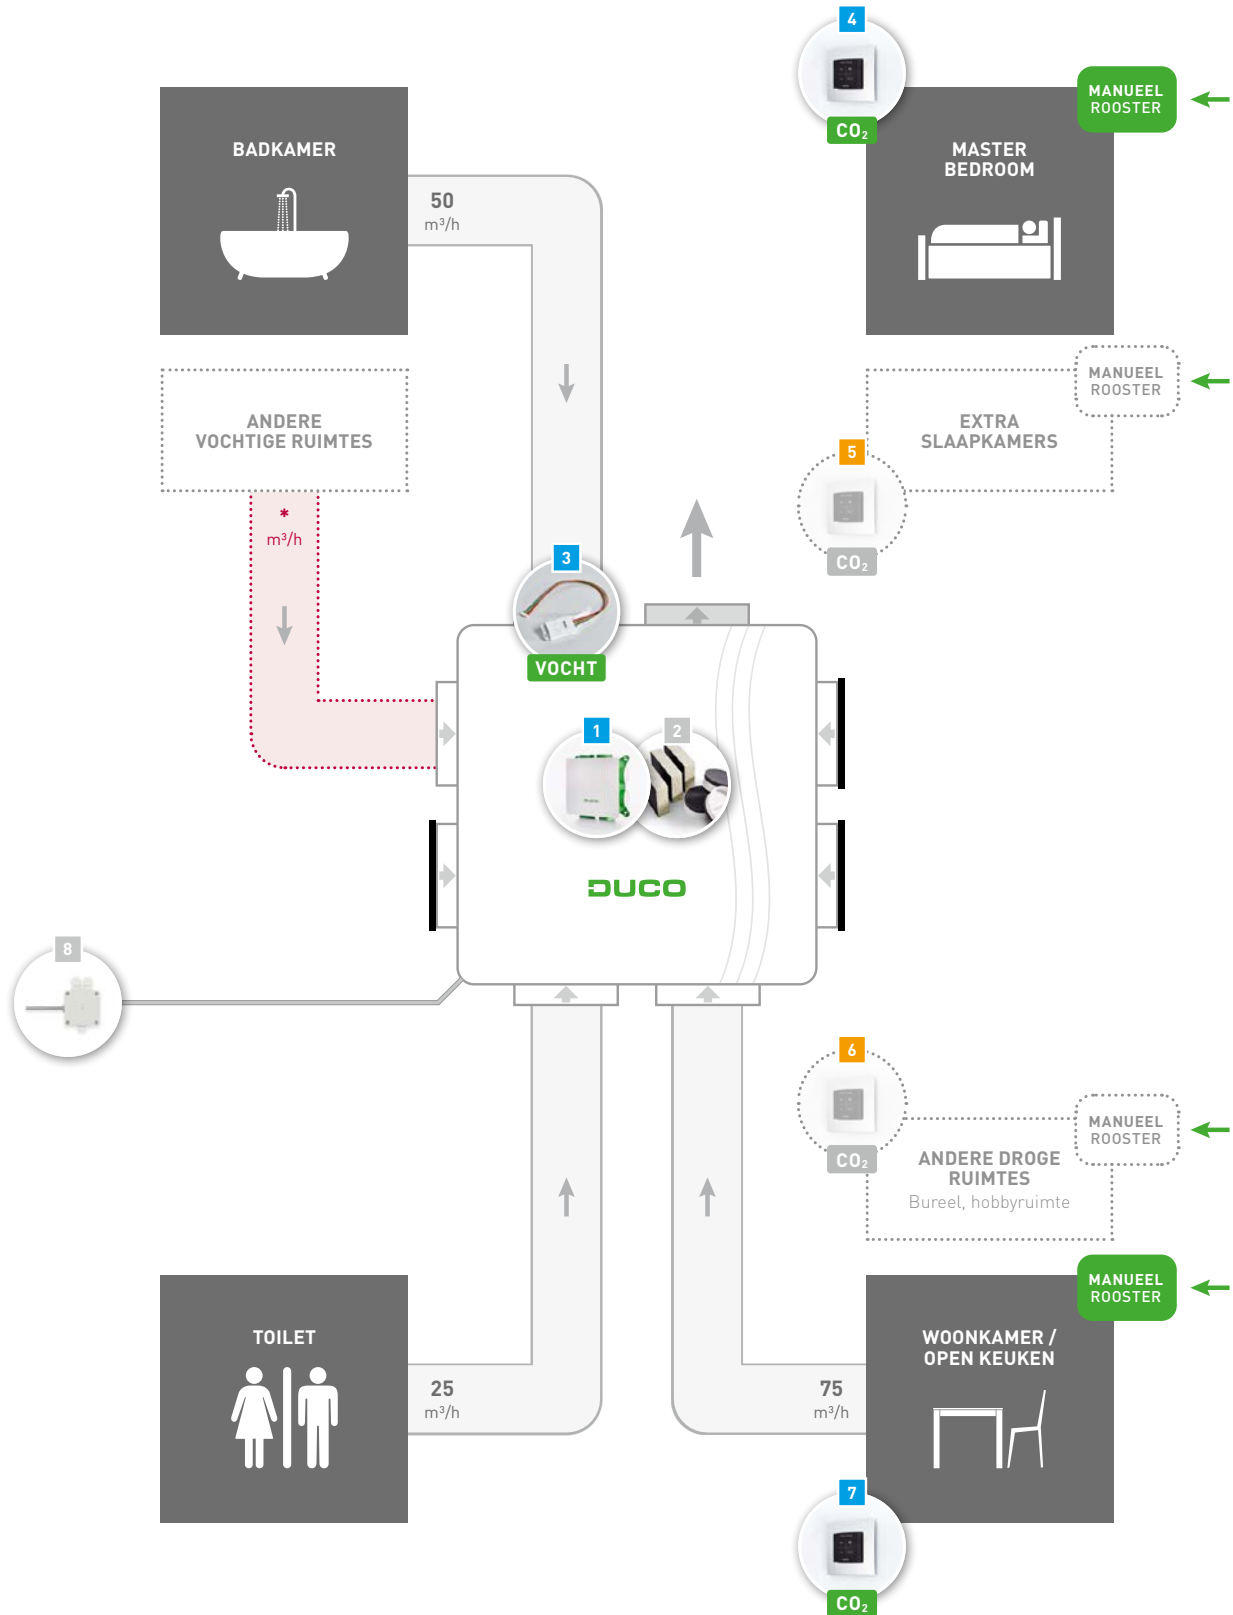 4
CO₂
MANUEEL
ROOSTER
BADKAMER
MASTER
BEDROOM
50
m³/h
ANDERE
VOCHTIGE RUIMTES
MANUEEL
ROOSTER
EXTRA
SLAAPKAMERS
5
CO₂
*
m³/h
3
VOCHT
1
2
DUCO
8
6
CO₂
MANUEEL
ROOSTER
ANDERE DROGE
RUIMTES
Bureel, hobbyruimte
MANUEEL
ROOSTER
TOILET
WOONKAMER /
OPEN KEUKEN
25
m³/h
75
m³/h
7
CO₂